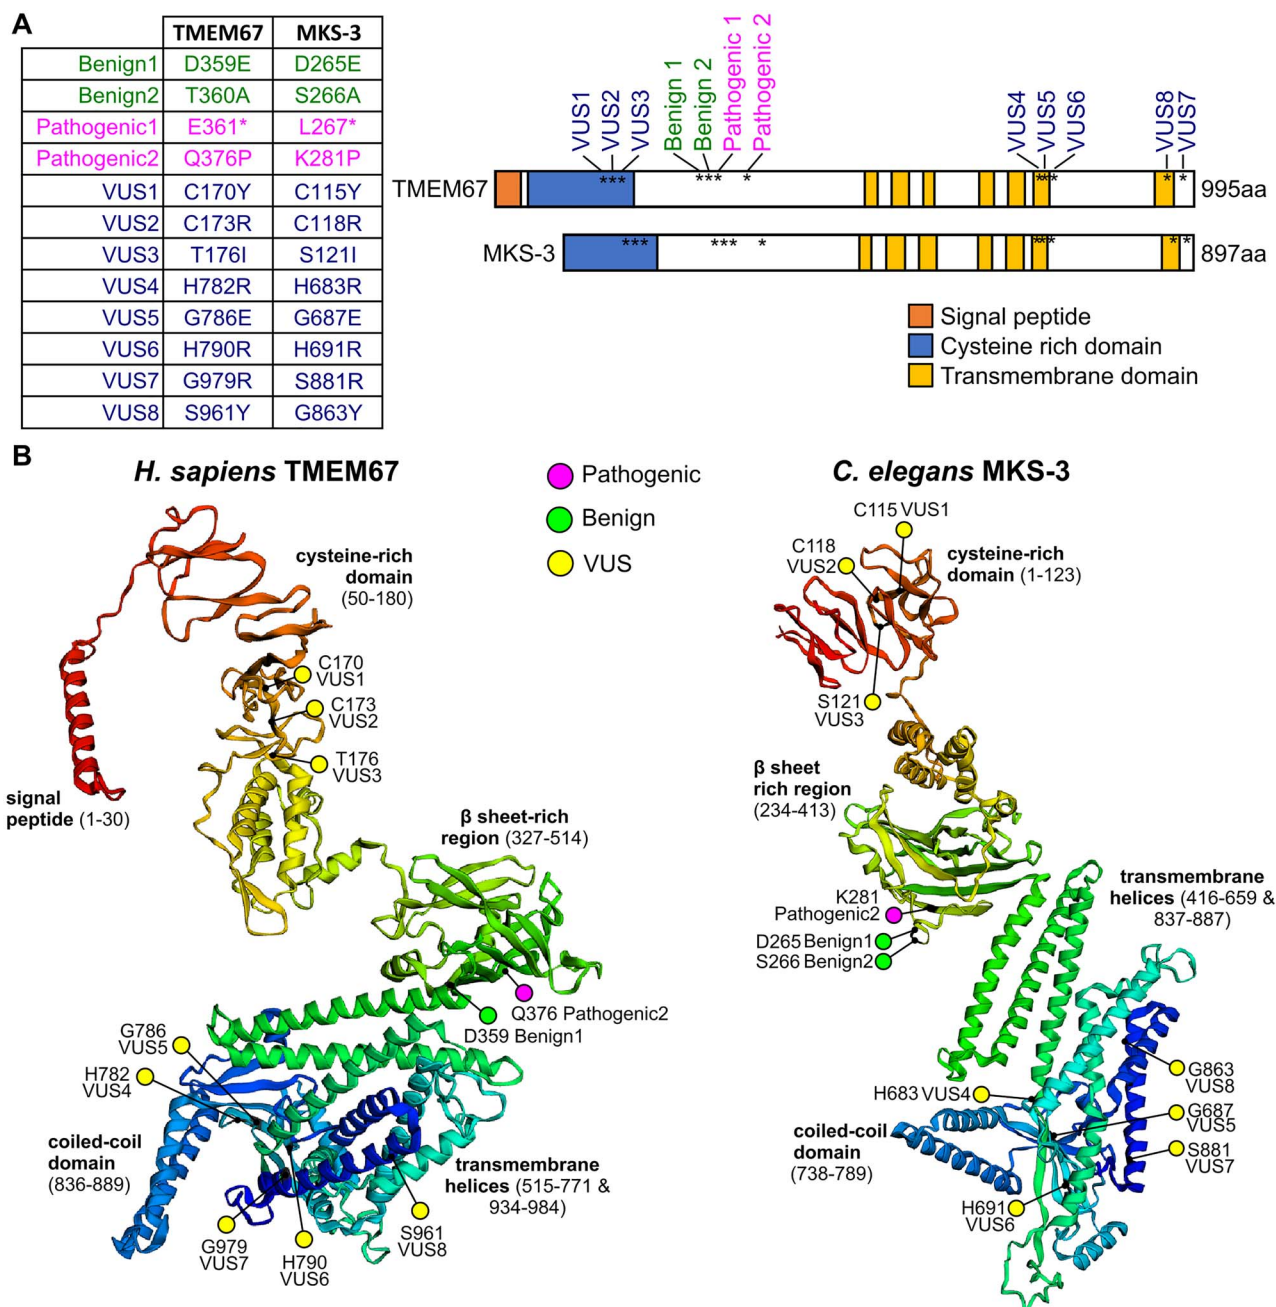 A
TMEM67 MKS-3
Benign1 D359E D265E
Benign2 T360A S266A
Pathogenic1 E361* L267*
Pathogenic2 Q376P K281P
VUS1 C170Y C115Y
VUS2 C173R C118R
VUS3 T176I S121I
VUS4 H782R H683R
VUS5 G786E G687E
VUS6 H790R H691R
VUS7 G979R S881R
VUS8 S961Y G863Y
VUS1
VUS2
VUS3
Benign 1
Benign 2
Pathogenic 1
Pathogenic 2
VUS4
VUS5
VUS6
VUS8
VUS7
TMEM67 *** *** * *** * * 995aa
MKS-3 *** *** * *** * * 897aa
Signal peptide
Cysteine rich domain
Transmembrane domain
B
H. sapiens TMEM67
Pathogenic
Benign
VUS
C. elegans MKS-3
cysteine-rich
domain
(50-180)
C170
VUS1
C173
VUS2
T176
VUS3
signal
peptide (1-30)
β sheet-rich
region (327-514)
Q376 Pathogenic2
D359 Benign1
G786
VUS5
H782
VUS4
coiled-coil
domain
(836-889)
transmembrane
helices (515-771 &
934-984)
S961
VUS8
G979
VUS7
H790
VUS6
C115 VUS1
C118
VUS2
cysteine-rich
domain (1-123)
S121
VUS3
β sheet
rich region
(234-413)
K281
Pathogenic2
D265 Benign1
S266 Benign2
transmembrane
helices (416-659 &
837-887)
H683 VUS4
G863
VUS8
G687
VUS5
S881
VUS7
coiled-coil
domain
(738-789)
H691
VUS6